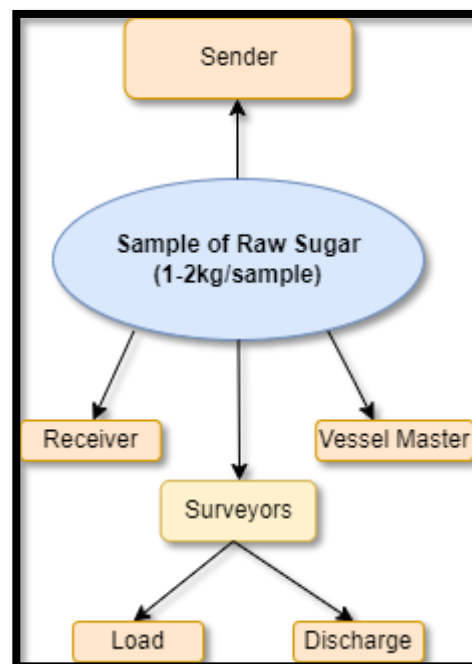 Sender
Sample of Raw Sugar
(1-2kg/sample)
Receiver
Vessel Master
Surveyors
Load
Discharge